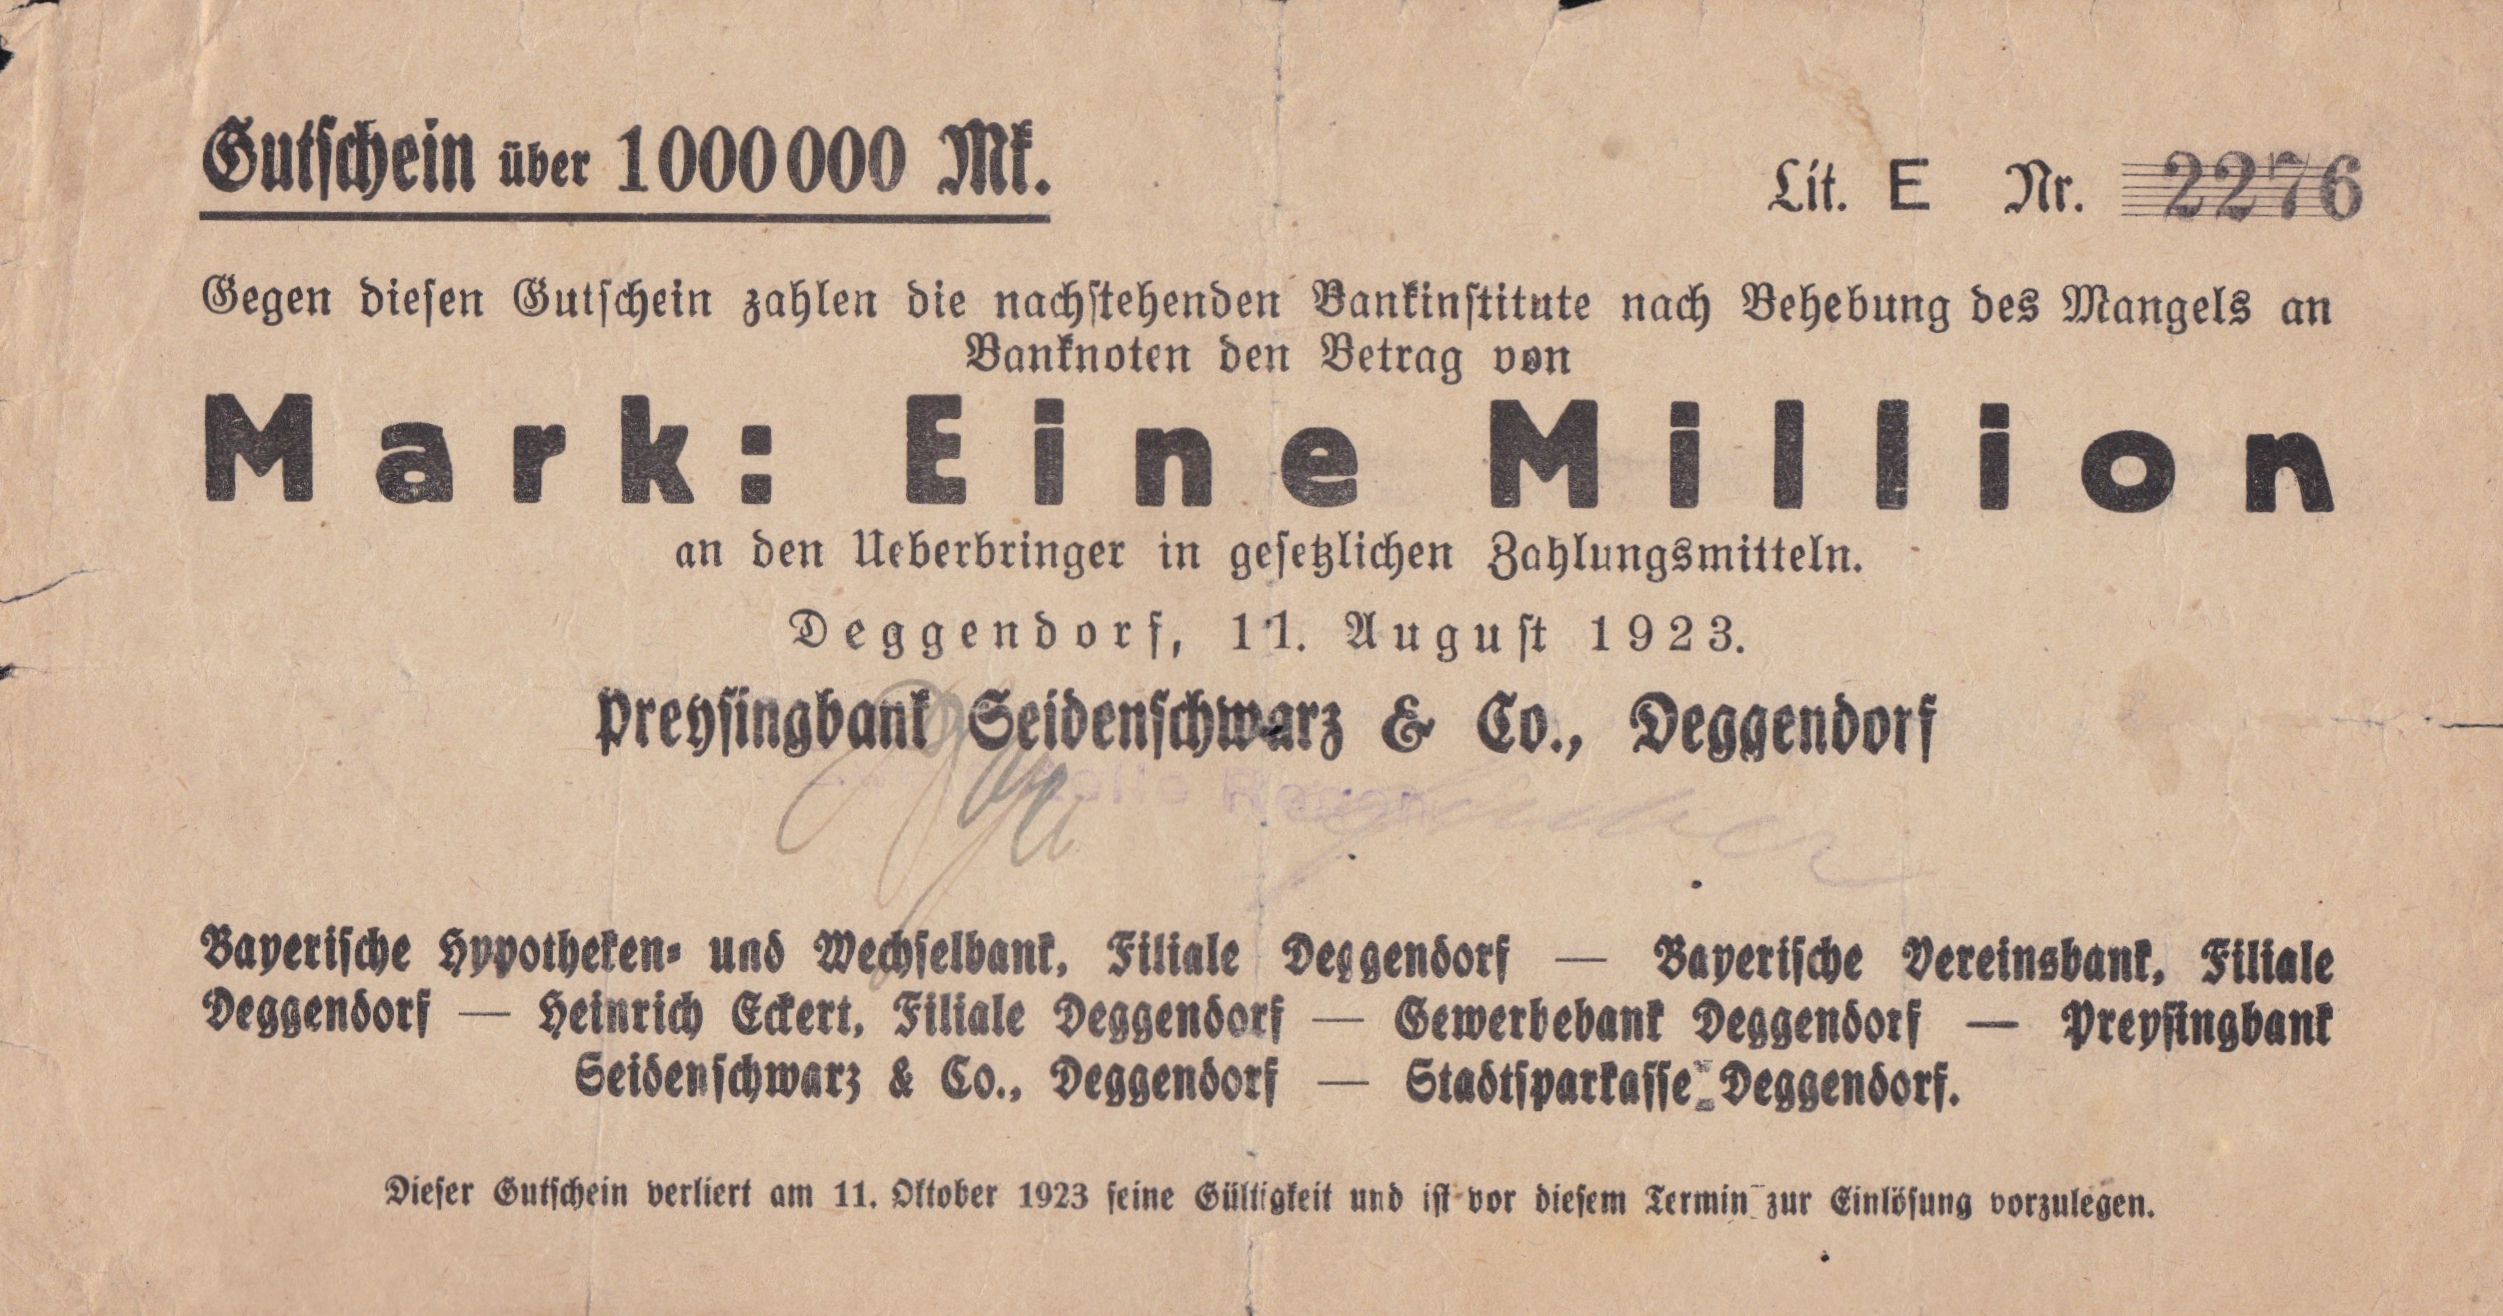 Gutschein über 1000000 Mk.
Lit. E Nr. 2276
Gegen diesen Gutschein zahlen die nachstehenden Bankinstitute nach Behebung des Mangels an
Banknoten den Betrag von
Mark: Eine Million
an den Ueberbringer in gesetzlichen Zahlungsmitteln.
Deggendorf, 11. August 1923.
Preysingbank Seidenschwarz & Co., Deggendorf
Bayerische Hypotheken- und Wechselbank, Filiale Deggendorf — Bayerische Vereinsbank, Filiale
Deggendorf — Heinrich Eckert, Filiale Deggendorf — Gewerbebank Deggendorf — Preysingbank
Seidenschwarz & Co., Deggendorf — Stadtsparkasse Deggendorf.
Dieser Gutschein verliert am 11. Oktober 1923 seine Gültigkeit und ist vor diesem Termin zur Einlösung vorzulegen.